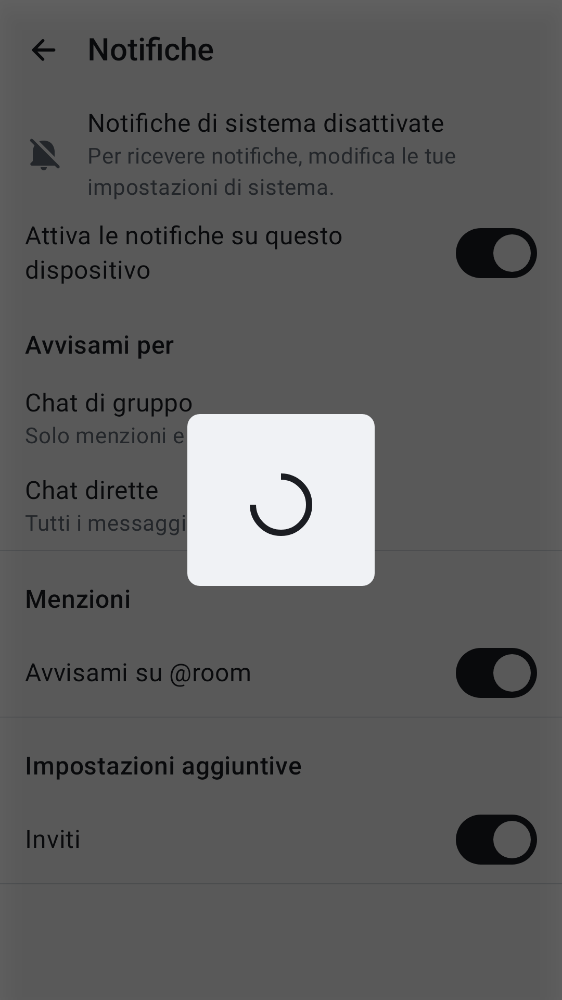 Notifiche
Notifiche di sistema disattivate
Per ricevere notifiche, modifica le tue
impostazioni di sistema.
Attiva le notifiche su questo
dispositivo
Avvisami per
Chat di gruppo
Solo menzioni e
Chat dirette
Tutti i messaggi
Menzioni
Avvisami su @room
Impostazioni aggiuntive
Inviti